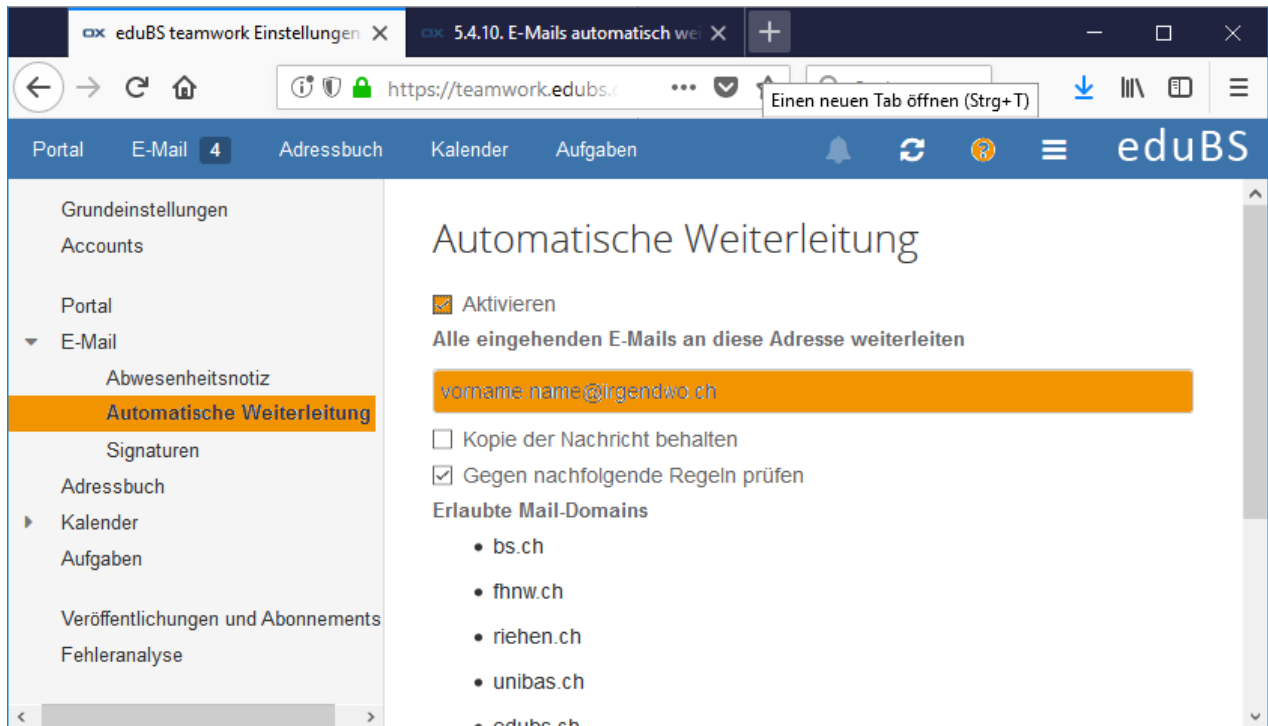 eduBS teamwork Einstellungen
5.4.10. E-Mails automatisch wei
https://teamwork.edubs.c
Einen neuen Tab öffnen (Strg+T)
Portal E-Mail 4 Adressbuch Kalender Aufgaben eduBS
Grundeinstellungen
Accounts
Portal
E-Mail
Abwesenheitsnotiz
Automatische Weiterleitung
Signaturen
Adressbuch
Kalender
Aufgaben
Veröffentlichungen und Abonnements
Fehleranalyse
Automatische Weiterleitung
Aktivieren
Alle eingehenden E-Mails an diese Adresse weiterleiten
vorname.name@irgendwo.ch
Kopie der Nachricht behalten
Gegen nachfolgende Regeln prüfen
Erlaubte Mail-Domains
• bs.ch
• fhnw.ch
• riehen.ch
• unibas.ch
• edubs.ch